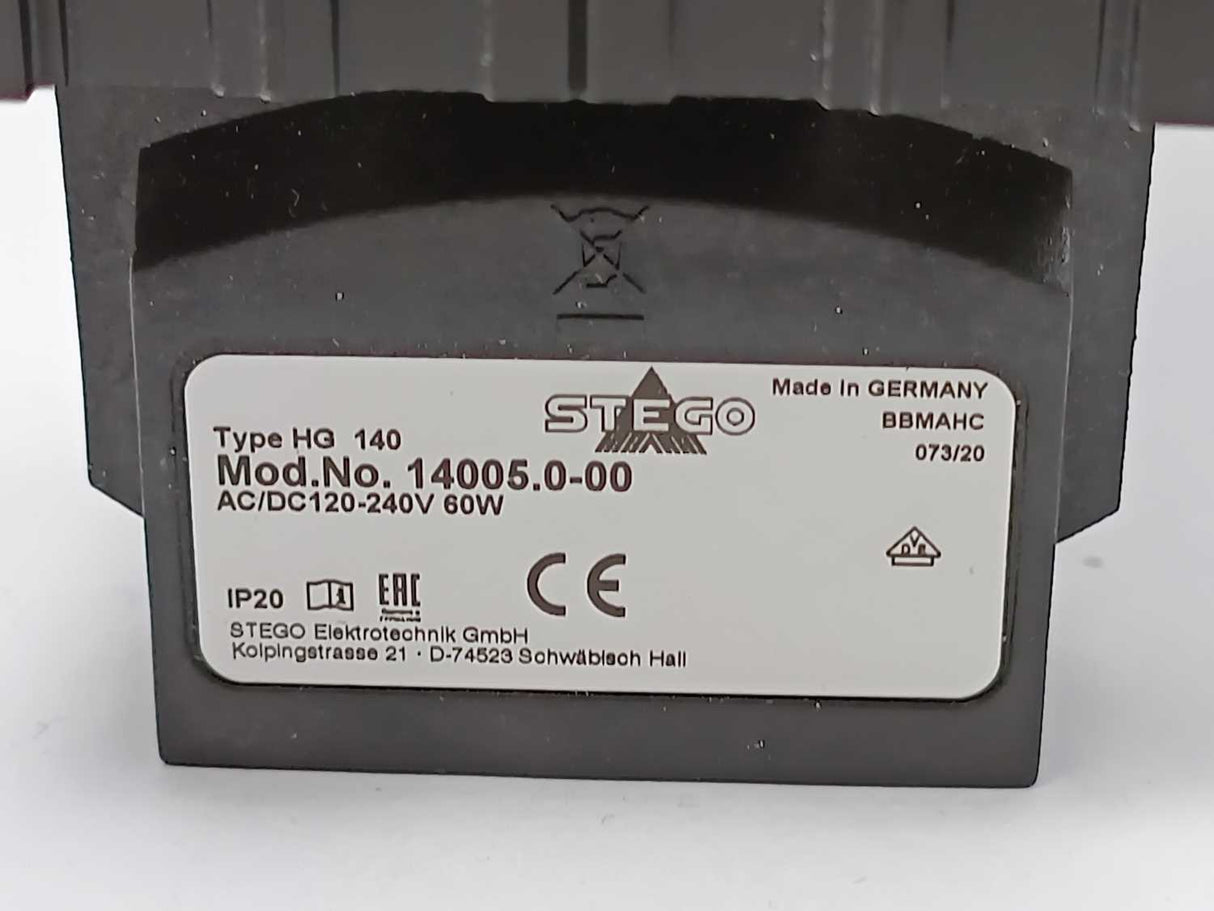 STEGO
Made in GERMANY
BBMAHC
073/20
Type HG 140
Mod.No. 14005.0-00
AC/DC120-240V 60W
VDE
IP20
EAC
CE
STEGO Elektrotechnik GmbH
Kolpingstrasse 21 · D-74523 Schwäbisch Hall